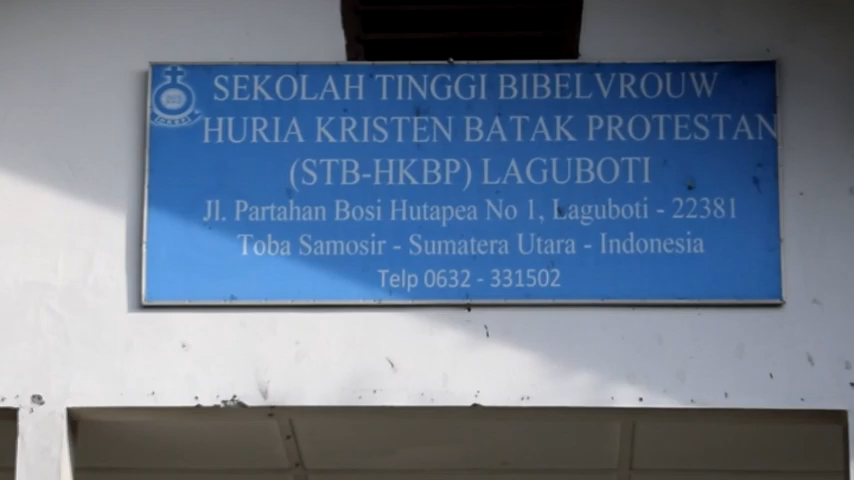 SEKOLAH TINGGI BIBELVROUW
HURIA KRISTEN BATAK PROTESTAN
(STB-HKBP) LAGUBOTI
Jl. Partahan Bosi Hutapea No 1, Laguboti - 22381
Toba Samosir - Sumatera Utara - Indonesia
Telp 0632 - 331502